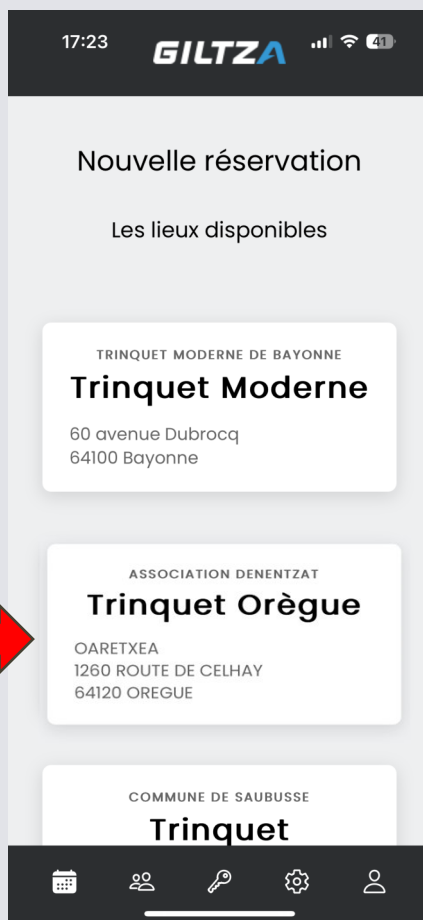 17:23
GILTZA
41
Nouvelle réservation
Les lieux disponibles
TRINQUET MODERNE DE BAYONNE
Trinquet Moderne
60 avenue Dubrocq
64100 Bayonne
ASSOCIATION DENENTZAT
Trinquet Orègue
OARETXEA
1260 ROUTE DE CELHAY
64120 OREGUE
COMMUNE DE SAUBUSSE
Trinquet